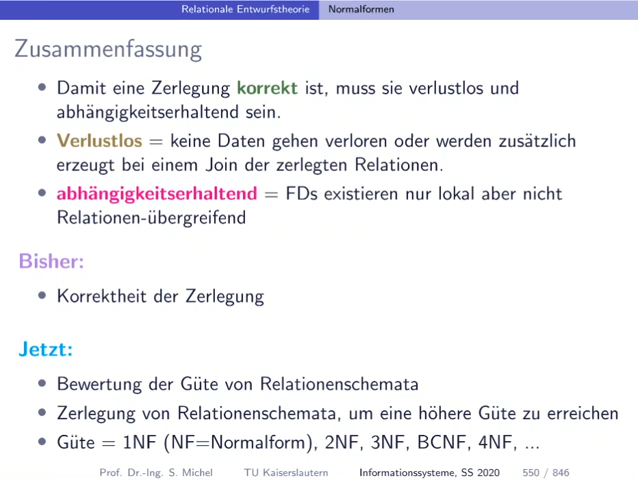 Relationale Entwurfstheorie Normalformen
Zusammenfassung
• Damit eine Zerlegung korrekt ist, muss sie verlustlos und
abhängigkeitserhaltend sein.
• Verlustlos = keine Daten gehen verloren oder werden zusätzlich
erzeugt bei einem Join der zerlegten Relationen.
• abhängigkeitserhaltend = FDs existieren nur lokal aber nicht
Relationen-übergreifend
Bisher:
• Korrektheit der Zerlegung
Jetzt:
• Bewertung der Güte von Relationenschemata
• Zerlegung von Relationenschemata, um eine höhere Güte zu erreichen
• Güte = 1NF (NF=Normalform), 2NF, 3NF, BCNF, 4NF, ...
Prof. Dr.-Ing. S. Michel TU Kaiserslautern Informationssysteme, SS 2020 550 / 846